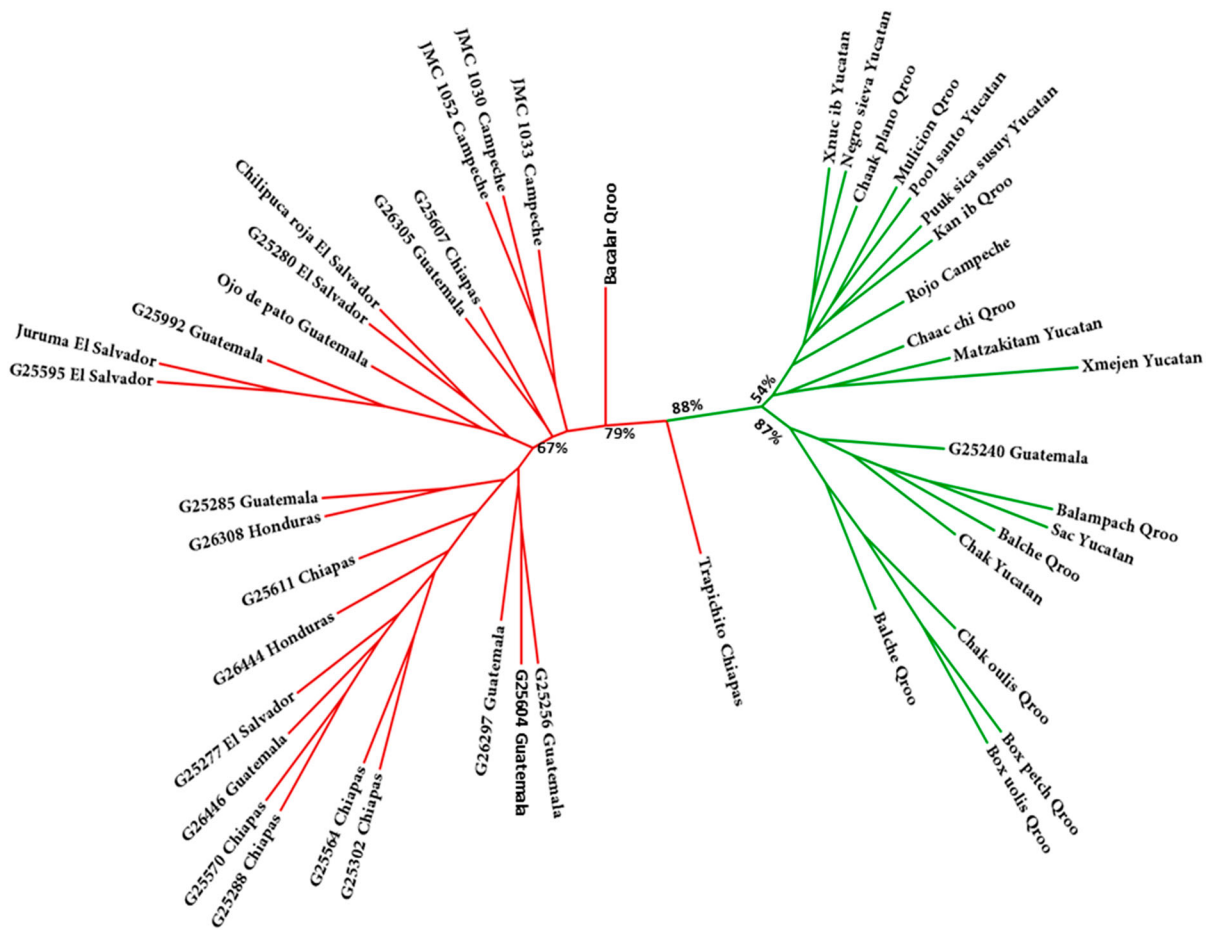 JMC 1052 Campeche
JMC 1030 Campeche
JMC 1033 Campeche
Bacalar Qroo
Xnuc ib Yucatan
Negro sieva Yucatan
Chaak plano Qroo
Mulicion Qroo
Pool santo Yucatan
Puuk sica susuy Yucatan
Kan ib Qroo
Rojo Campeche
Chaac chi Qroo
Matzakitam Yucatan
Xmejen Yucatan
Chilipuca roja El Salvador
G25280 El Salvador
G26305 Guatemala
G25607 Chiapas
Ojo de pato Guatemala
G25992 Guatemala
Juruma El Salvador
G25595 El Salvador
67%
79%
88%
54%
87%
G25240 Guatemala
Balampach Qroo
Sac Yucatan
Balche Qroo
Chak Yucatan
Balche Qroo
Chak oulis Qroo
Box petch Qroo
Box uolis Qroo
Trapichito Chiapas
G25285 Guatemala
G26308 Honduras
G25611 Chiapas
G26444 Honduras
G25277 El Salvador
G26446 Guatemala
G25570 Chiapas
G25288 Chiapas
G25564 Chiapas
G25302 Chiapas
G26297 Guatemala
G25604 Guatemala
G25256 Guatemala